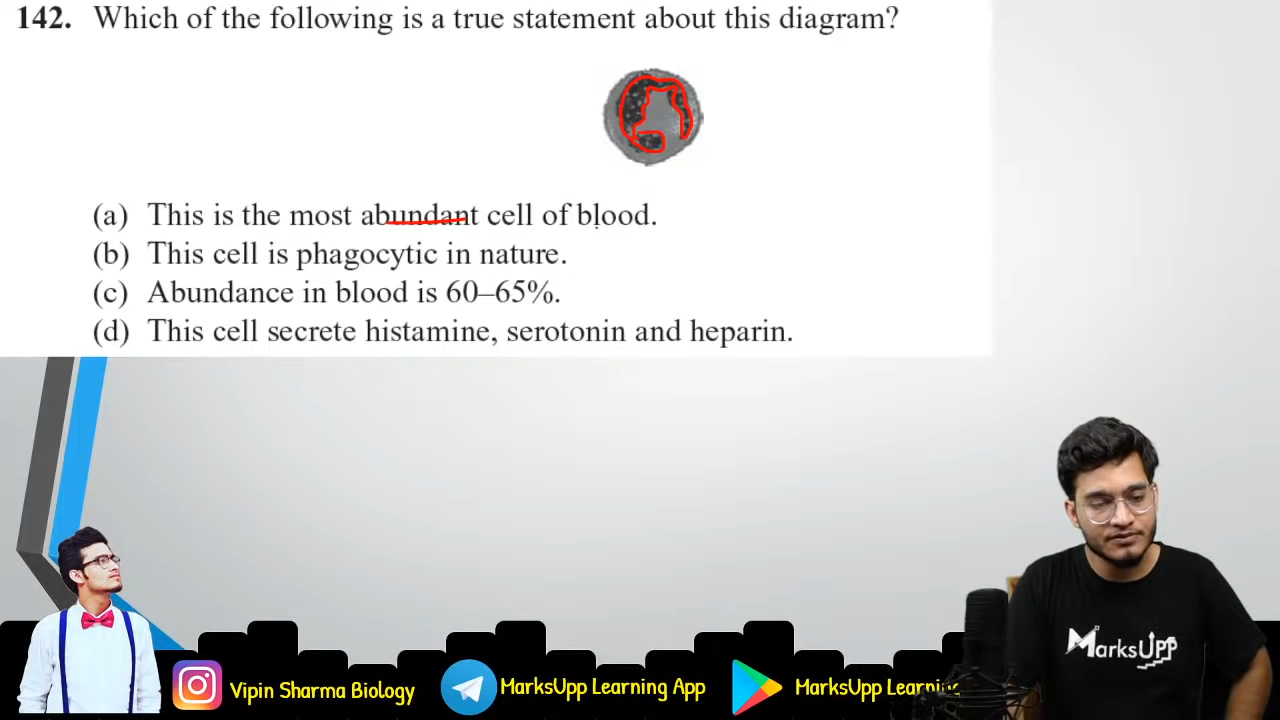 142. Which of the following is a true statement about this diagram?
(a) This is the most abundant cell of blood.
(b) This cell is phagocytic in nature.
(c) Abundance in blood is 60–65%.
(d) This cell secrete histamine, serotonin and heparin.
MarksUPP
Vipin Sharma Biology
MarksUpp Learning App
MarksUpp Learning